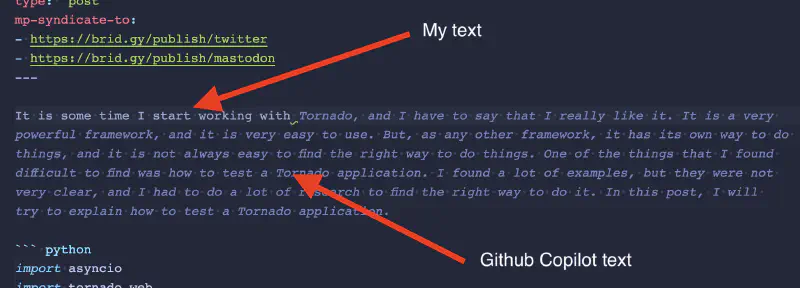 type: post
mp-syndicate-to:
- https://brid.gy/publish/twitter
- https://brid.gy/publish/mastodon
---
My text
It is some time I start working with Tornado, and I have to say that I really like it. It is a very
powerful framework, and it is very easy to use. But, as any other framework, it has its own way to do
things, and it is not always easy to find the right way to do things. One of the things that I found
difficult to find was how to test a Tornado application. I found a lot of examples, but they were not
very clear, and I had to do a lot of research to find the right way to do it. In this post, I will
try to explain how to test a Tornado application.
Github Copilot text
``` python
import asyncio
import tornado.web